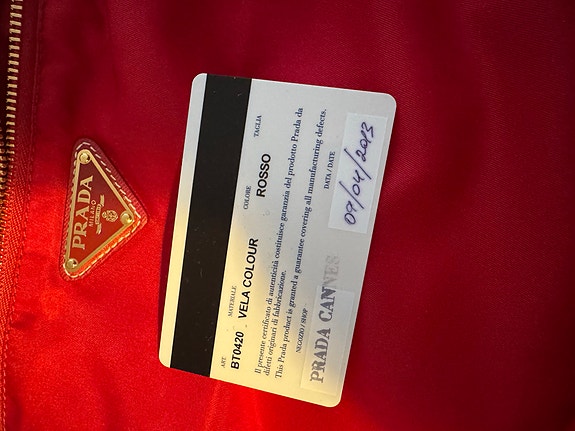 PRADA
MILANO
ART. MATERIALE COLORE TAGLIA
BT0420 VELA COLOUR ROSSO
Il presente certificato di autenticità costituisce garanzia del prodotto Prada da
difetti originari di fabbricazione.
This Prada product is granted a guarantee covering all manufacturing defects.
NEGOZIO / SHOP DATA / DATE
PRADA CANNES 09/04/2013